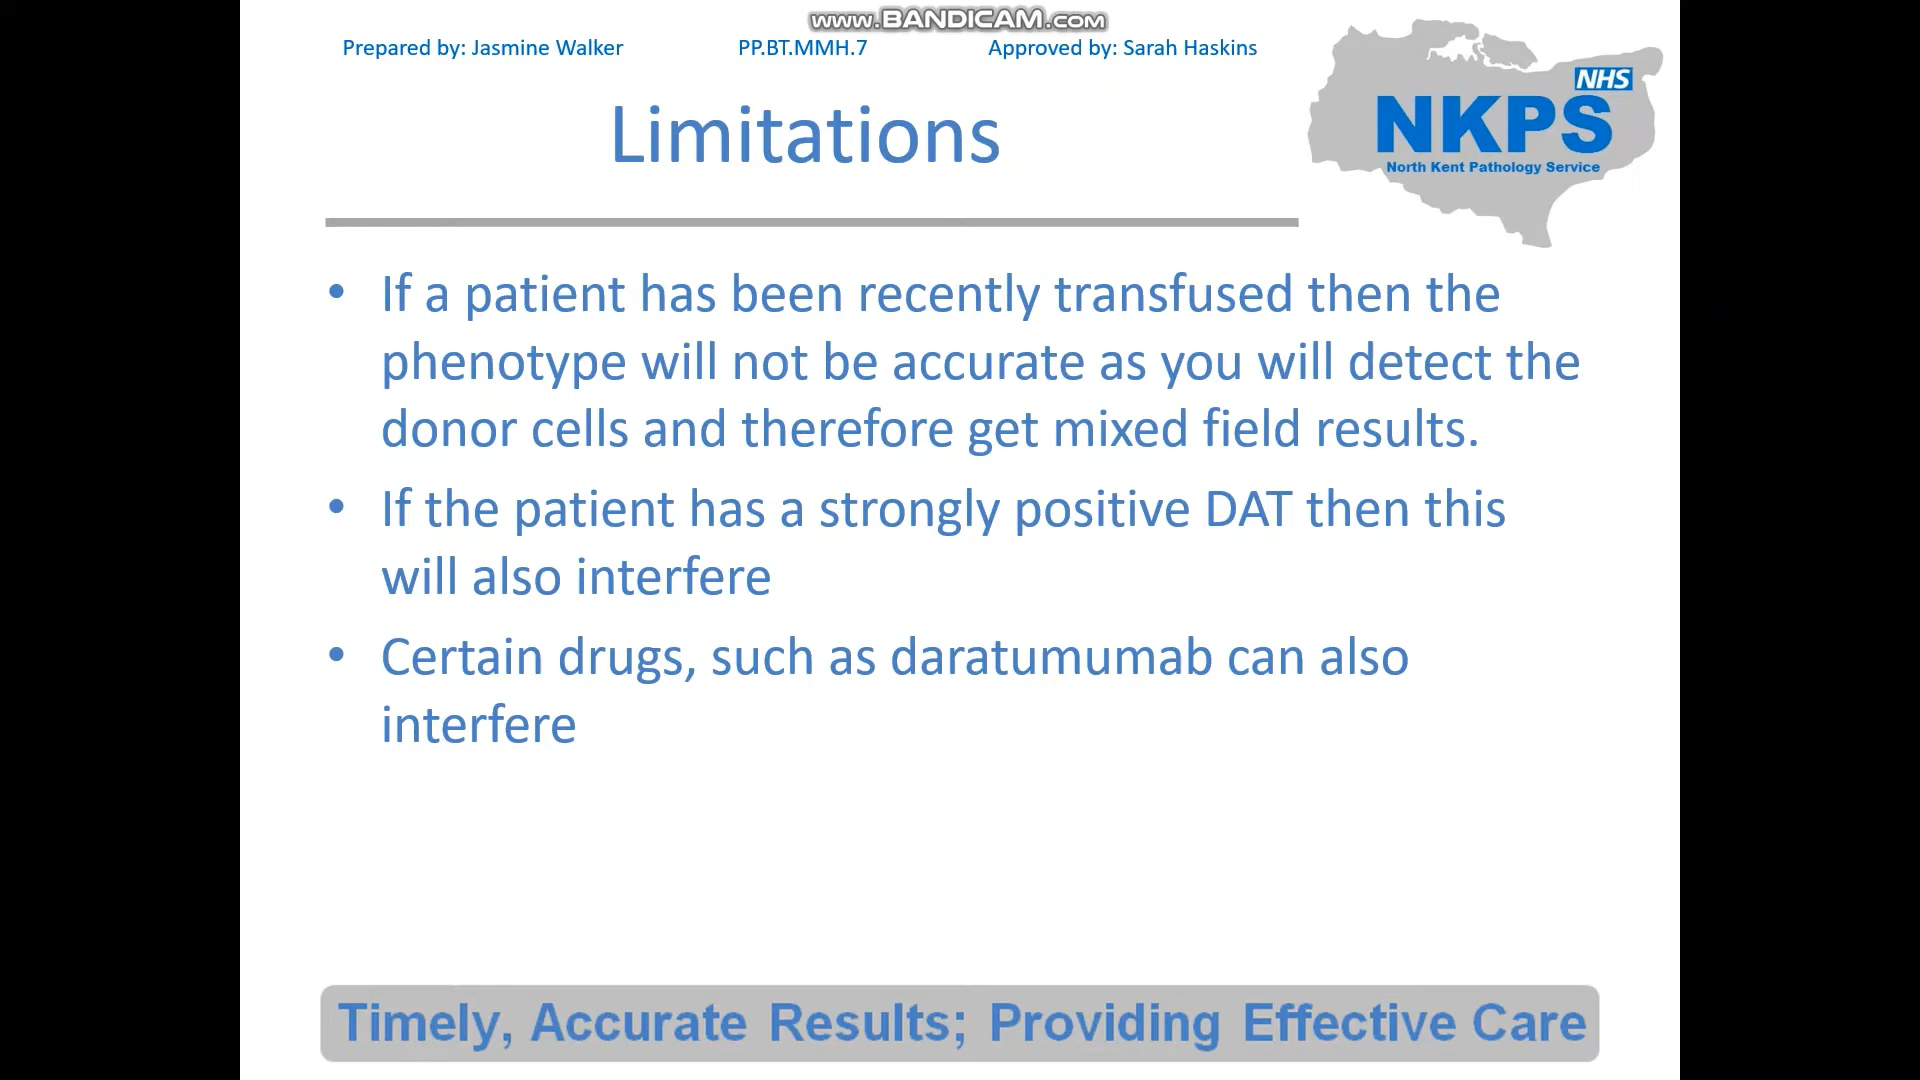 www.BANDICAM.com
Prepared by: Jasmine Walker PP.BT.MMH.7 Approved by: Sarah Haskins
NHS
NKPS
North Kent Pathology Service
Limitations
• If a patient has been recently transfused then the
phenotype will not be accurate as you will detect the
donor cells and therefore get mixed field results.
• If the patient has a strongly positive DAT then this
will also interfere
• Certain drugs, such as daratumumab can also
interfere
Timely, Accurate Results; Providing Effective Care